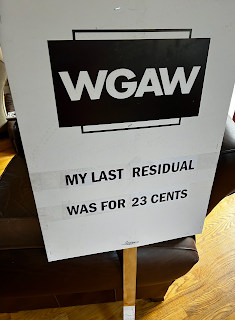 WGAW
MY LAST RESIDUAL
WAS FOR 23 CENTS